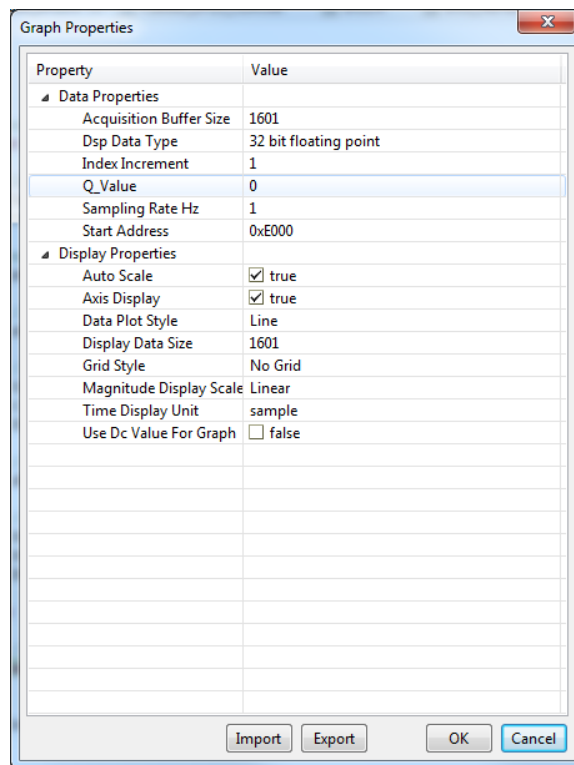 Graph Properties
Property Value
Data Properties
Acquisition Buffer Size 1601
Dsp Data Type 32 bit floating point
Index Increment 1
Q_Value 0
Sampling Rate Hz 1
Start Address 0xE000
Display Properties
Auto Scale true
Axis Display true
Data Plot Style Line
Display Data Size 1601
Grid Style No Grid
Magnitude Display Scale Linear
Time Display Unit sample
Use Dc Value For Graph false
Import Export OK Cancel